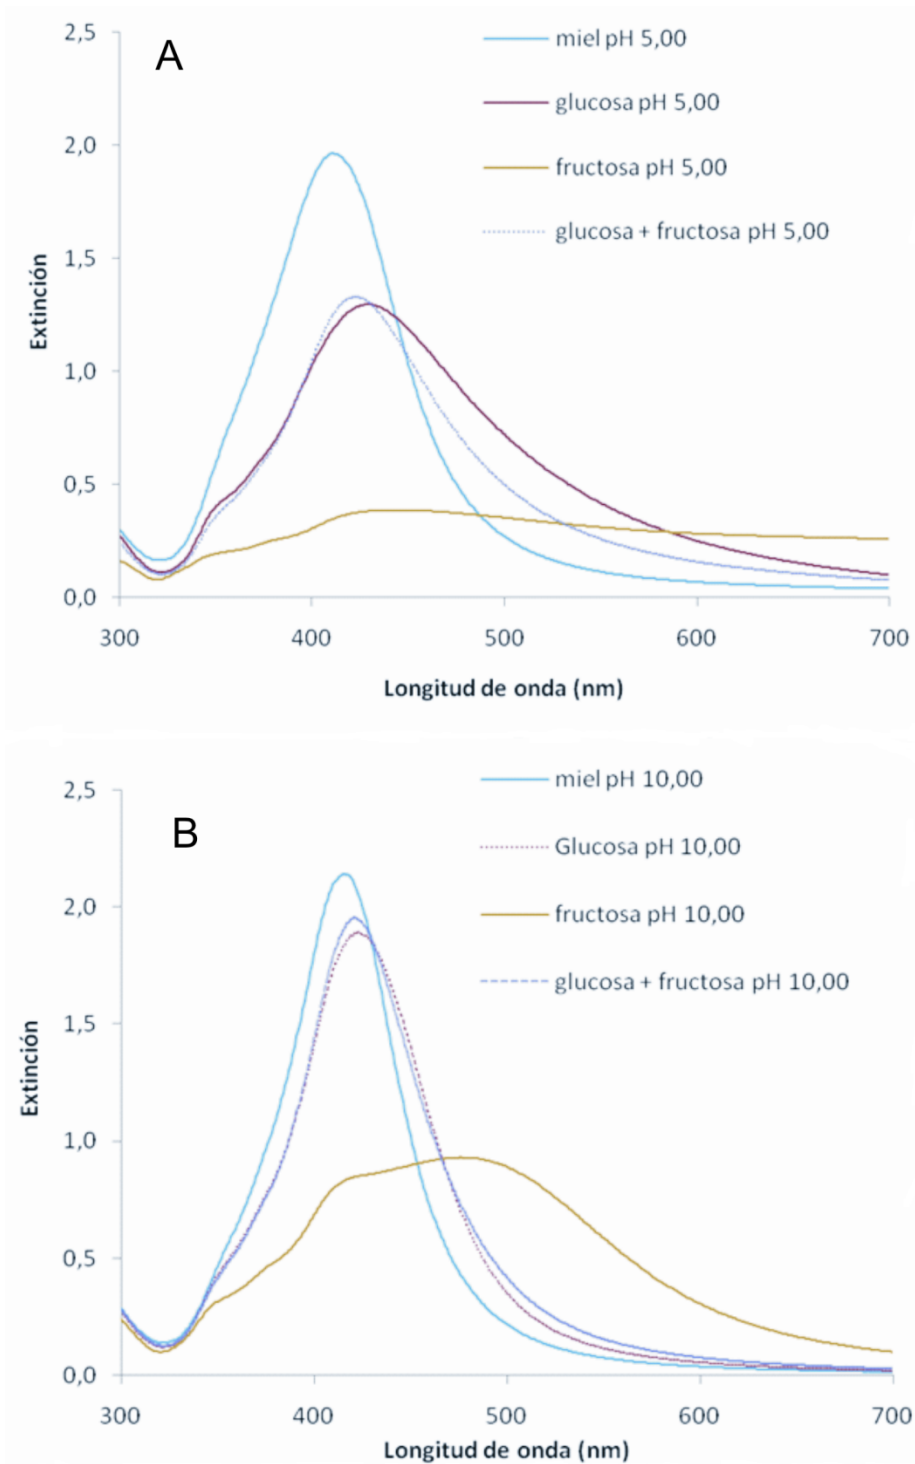 2,5
A
miel pH 5,00
glucosa pH 5,00
2,0
fructosa pH 5,00
glucosa + fructosa pH 5,00
1,5
Extinción
1,0
0,5
0,0
300 400 500 600 700
Longitud de onda (nm)
miel pH 10,00
2,5
B
Glucosa pH 10,00
2,0
fructosa pH 10,00
glucosa + fructosa pH 10,00
1,5
Extinción
1,0
0,5
0,0
300 400 500 600 700
Longitud de onda (nm)